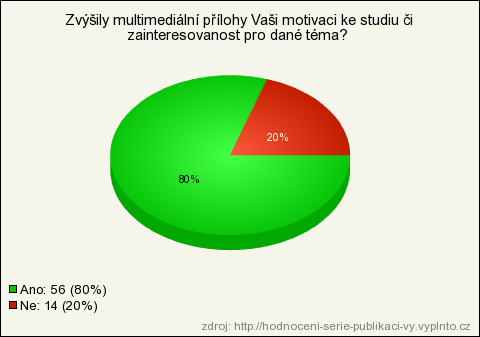 Zvýšily multimediální přílohy Vaši motivaci ke studiu či
zainteresovanost pro dané téma?
20%
80%
Ano: 56 (80%)
Ne: 14 (20%)
zdroj: http://hodnoceni-serie-publikaci-vy.vyplnto.cz